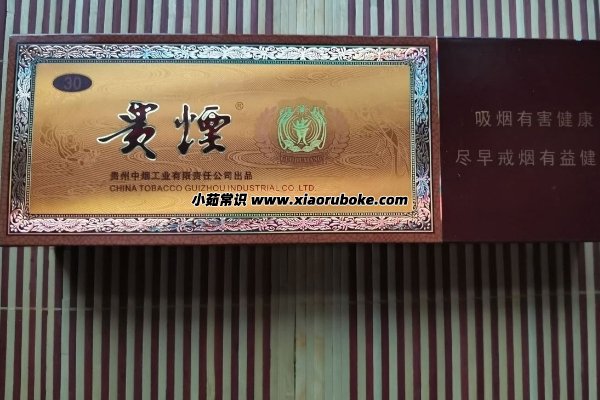 30
貴煙®
贵州中烟工业有限责任公司出品
CHINA TOBACCO GUIZHOU INDUSTRIAL CO. LTD.
小茹常识 www.xiaoruboke.com
吸烟有害健康
尽早戒烟有益健